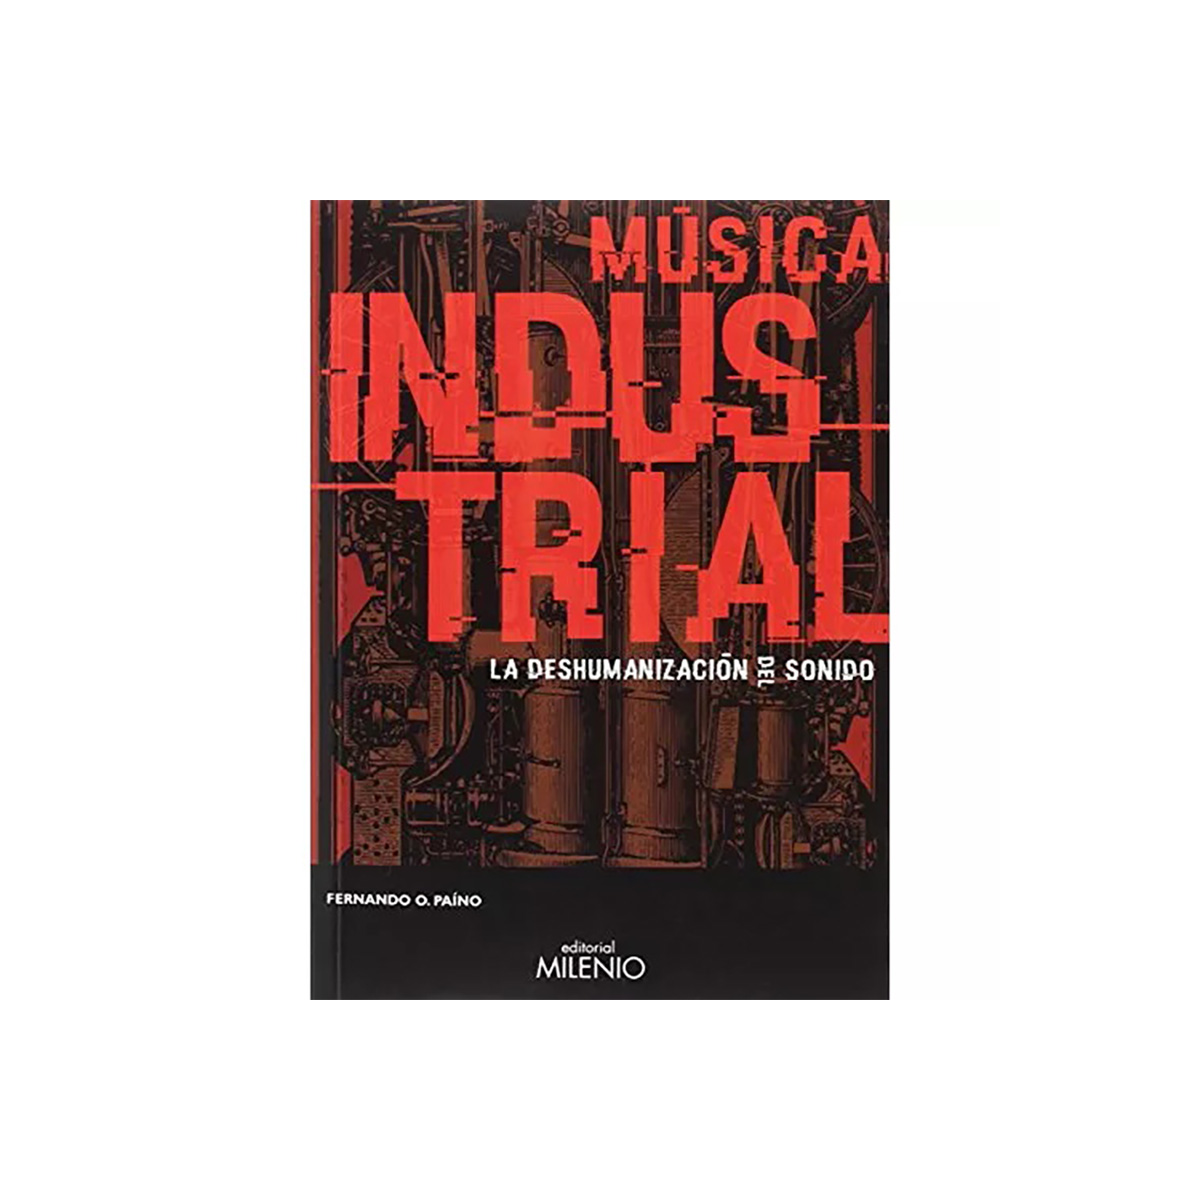 MÚSICA
INDUS
TRIAL
LA DESHUMANIZACIÓN DEL SONIDO
FERNANDO O. PAÍNO
editorial
MILENIO